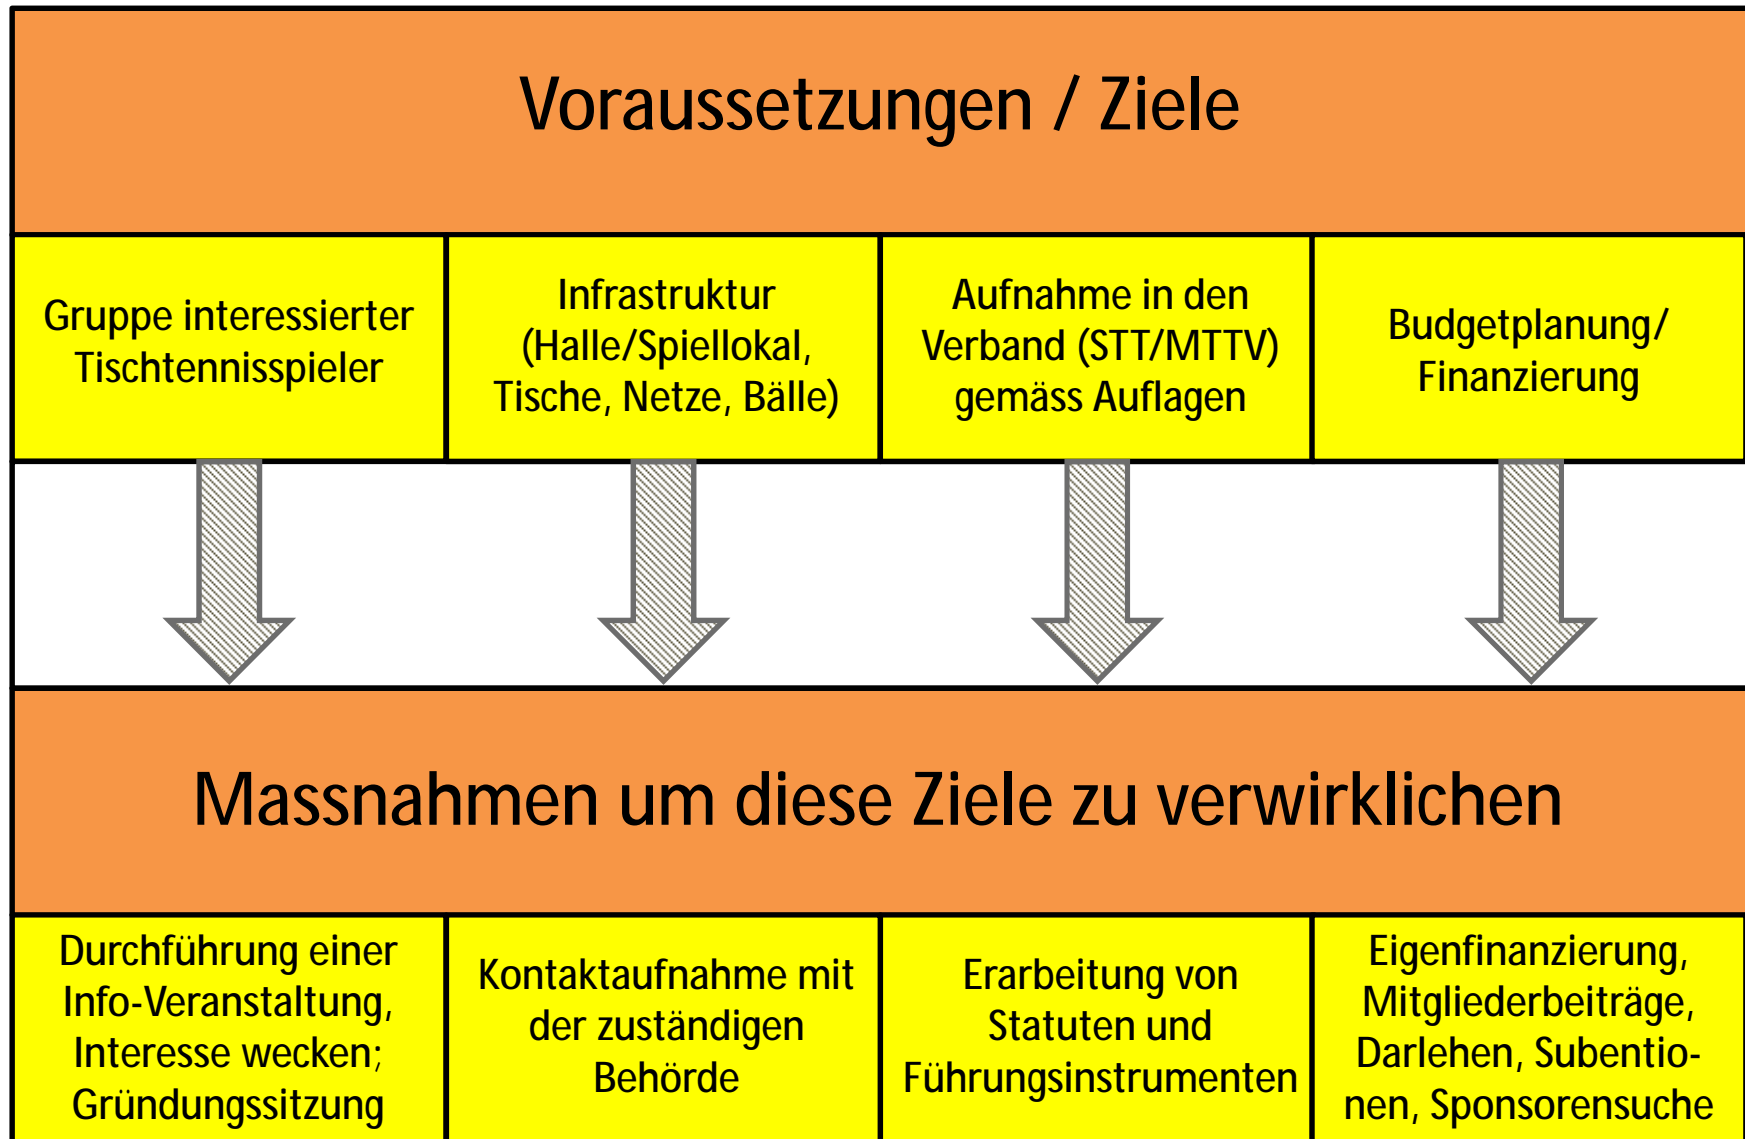 Voraussetzungen / Ziele
Gruppe interessierter
Tischtennisspieler
Infrastruktur
(Halle/Spiellokal,
Tische, Netze, Bälle)
Aufnahme in den
Verband (STT/MTTV)
gemäss Auflagen
Budgetplanung/
Finanzierung
Massnahmen um diese Ziele zu verwirklichen
Durchführung einer
Info-Veranstaltung,
Interesse wecken;
Gründungssitzung
Kontaktaufnahme mit
der zuständigen
Behörde
Erarbeitung von
Statuten und
Führungsinstrumenten
Eigenfinanzierung,
Mitgliederbeiträge,
Darlehen, Subentio-
nen, Sponsorensuche